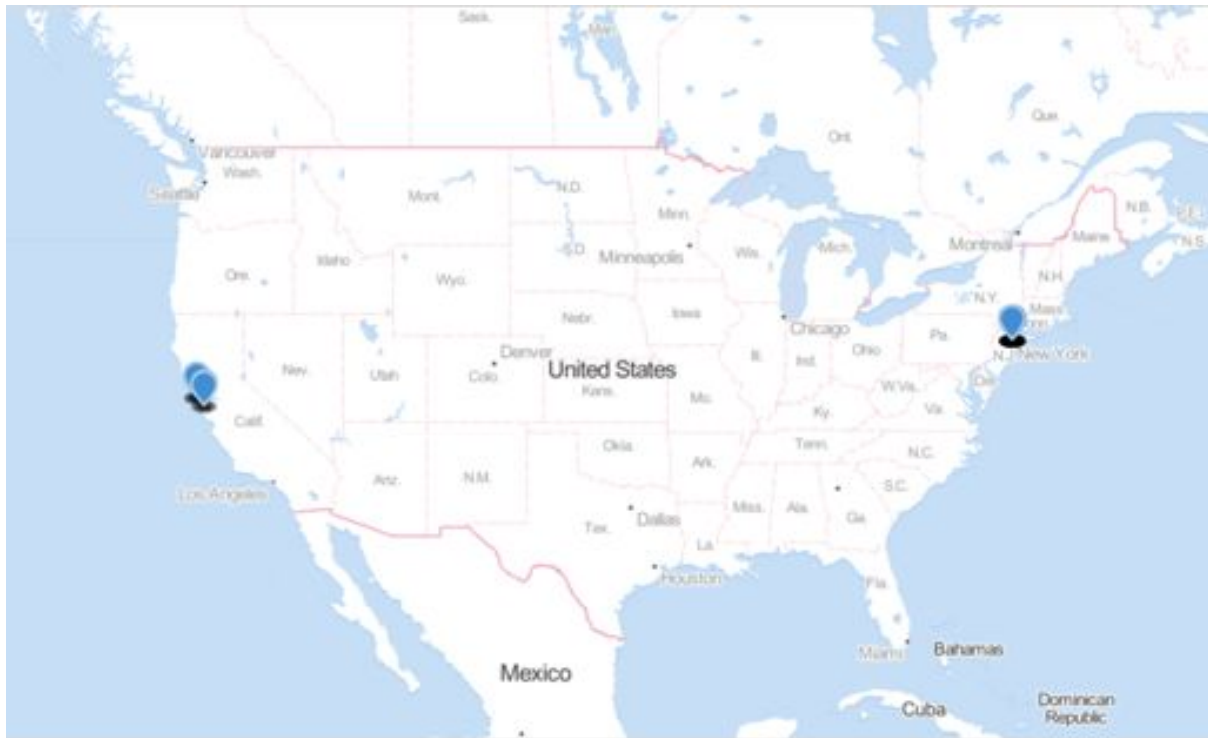 Sask.
Man.
Ont.
Que.
Vancouver
Wash.
Seattle
Mont.
N.D.
Minn.
N.B.
P.E.I.
N.S.
Maine
Montreal
Ore.
Idaho
S.D.
Minneapolis
Wis.
Mich.
N.H.
Wyo.
N.Y.
Mass
Nebr.
Iowa
Chicago
Pa.
N.J.
New York
Nev.
Utah
Denver
Colo.
United States
Kans.
Ill.
Ind.
Ohio
Del
W.Va.
Va.
Calif.
Mo.
Ky.
Okla.
Tenn.
N.C.
Los Angeles
Ariz.
N.M.
Ark.
S.C.
Tex.
Dallas
Miss.
Ala.
Ga.
La.
Houston
Fla.
Miami
Bahamas
Mexico
Cuba
Dominican
Republic